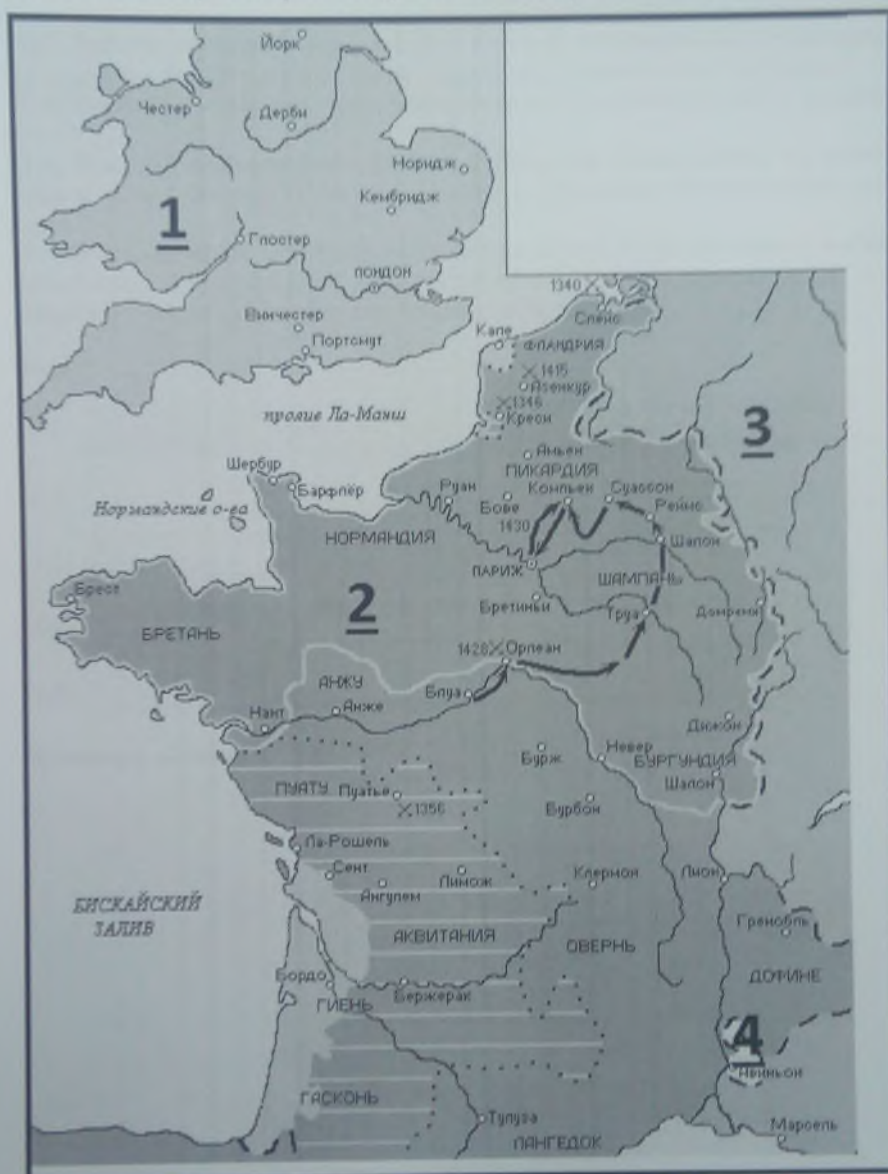 Йорк
Честер
Дерби
Норидж
Кембридж
1
Глостер
ЛОНДОН
1340
Слейс
Винчестер
Кале
ФЛАНДРИЯ
Портсмут
1415
Азенкур
пролив Ла-Манш
1346
Креси
3
Амьен
ПИКАРДИЯ
Шербур
Барфлёр
Руан
Компьен
Суассон
Нормандские о-ва
Бове
Реймс
1430
НОРМАНДИЯ
Шалон
ПАРИЖ
ШАМПАНЬ
Брест
2
Бретиньи
Труа
Домреми
БРЕТАНЬ
1428
Орлеан
АНЖУ
Блуа
Нант
Анже
Дижон
Невер
Бурж
БУРГУНДИЯ
ПУАТУ
Пуатье
Шалон
1356
Бурбон
Ла-Рошель
Сент
Лимож
Клермон
Лион
Ангулем
БИСКАЙСКИЙ
ЗАЛИВ
Гренобль
АКВИТАНИЯ
ОВЕРНЬ
Бордо
ДОФИНЕ
Бержерак
ГИЕНЬ
4
Авиньон
ГАСКОНЬ
Тулуза
Марсель
ЛАНГЕДОК